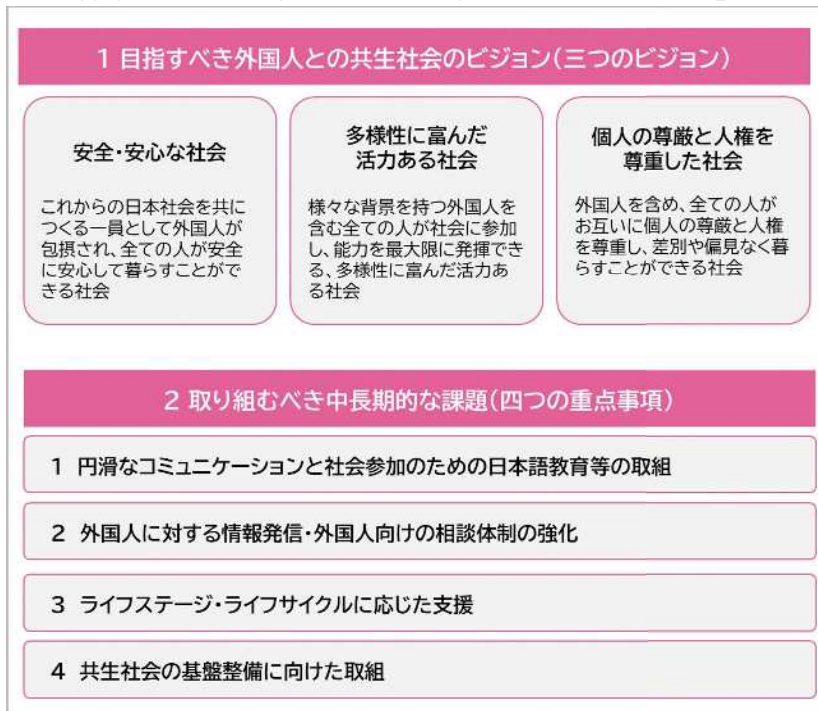 1 目指すべき外国人との共生社会のビジョン(三つのビジョン)
安全・安心な社会
これからの日本社会を共に
つくる一員として外国人が
包摂され、全ての人が安全
に安心して暮らすことがで
きる社会
多様性に富んだ
活力ある社会
様々な背景を持つ外国人を
含む全ての人が社会に参加
し、能力を最大限に発揮でき
る、多様性に富んだ活力あ
る社会
個人の尊厳と人権を
尊重した社会
外国人を含め、全ての人が
お互いに個人の尊厳と人権
を尊重し、差別や偏見なく暮
らすことができる社会
2 取り組むべき中長期的な課題(四つの重点事項)
1 円滑なコミュニケーションと社会参加のための日本語教育等の取組
2 外国人に対する情報発信・外国人向けの相談体制の強化
3 ライフステージ・ライフサイクルに応じた支援
4 共生社会の基盤整備に向けた取組